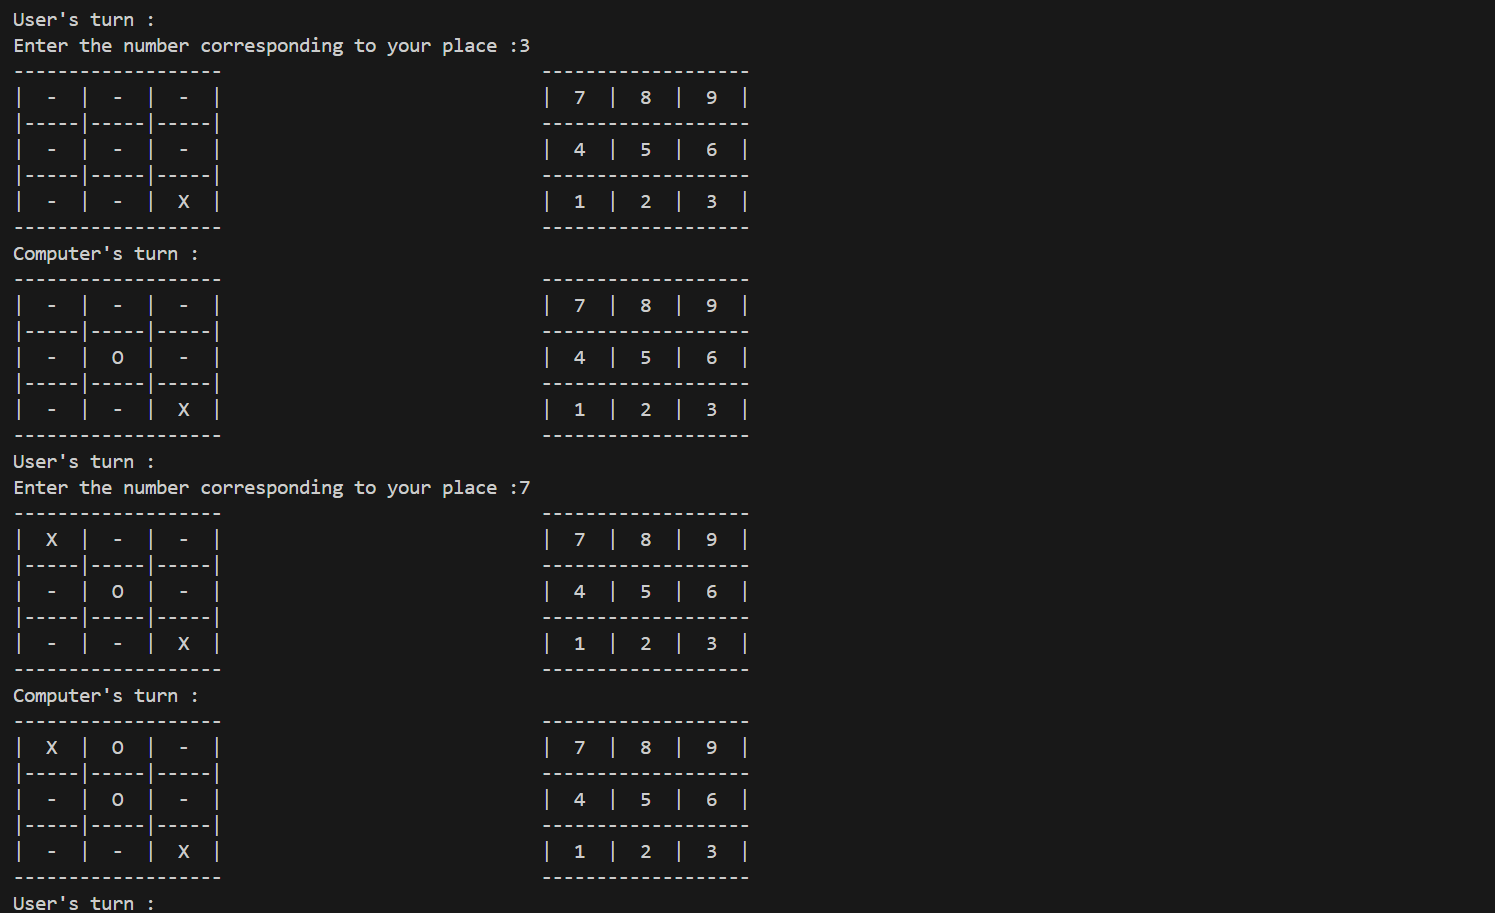 User's turn :
Enter the number corresponding to your place :3
-------------------                             -------------------
|  -  |  -  |  -  |                             |  7  |  8  |  9  |
|-----|-----|-----|                             -------------------
|  -  |  -  |  -  |                             |  4  |  5  |  6  |
|-----|-----|-----|                             -------------------
|  -  |  -  |  X  |                             |  1  |  2  |  3  |
-------------------                             -------------------
Computer's turn :
-------------------                             -------------------
|  -  |  -  |  -  |                             |  7  |  8  |  9  |
|-----|-----|-----|                             -------------------
|  -  |  O  |  -  |                             |  4  |  5  |  6  |
|-----|-----|-----|                             -------------------
|  -  |  -  |  X  |                             |  1  |  2  |  3  |
-------------------                             -------------------
User's turn :
Enter the number corresponding to your place :7
-------------------                             -------------------
|  X  |  -  |  -  |                             |  7  |  8  |  9  |
|-----|-----|-----|                             -------------------
|  -  |  O  |  -  |                             |  4  |  5  |  6  |
|-----|-----|-----|                             -------------------
|  -  |  -  |  X  |                             |  1  |  2  |  3  |
-------------------                             -------------------
Computer's turn :
-------------------                             -------------------
|  X  |  O  |  -  |                             |  7  |  8  |  9  |
|-----|-----|-----|                             -------------------
|  -  |  O  |  -  |                             |  4  |  5  |  6  |
|-----|-----|-----|                             -------------------
|  -  |  -  |  X  |                             |  1  |  2  |  3  |
-------------------                             -------------------
User's turn :